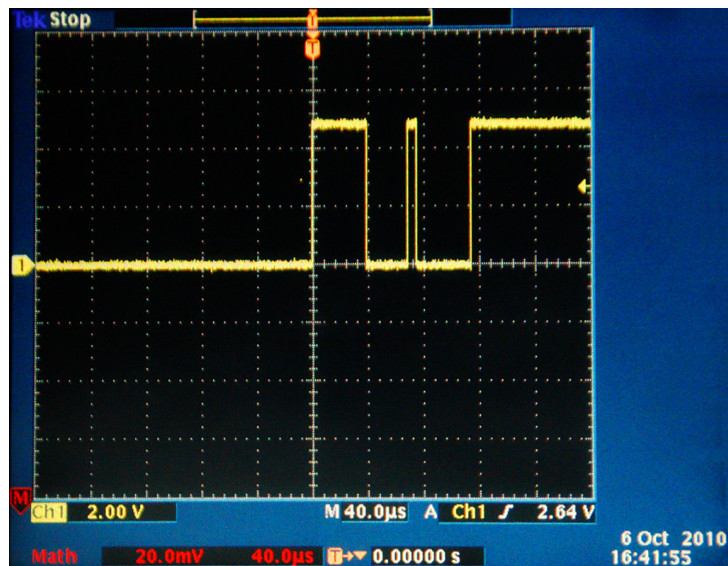 Tek Stop
T
T
1
M
Ch1 2.00 V M 40.0µs A Ch1 2.64 V
Math 20.0mV 40.0µs T 0.00000 s
6 Oct 2010
16:41:55